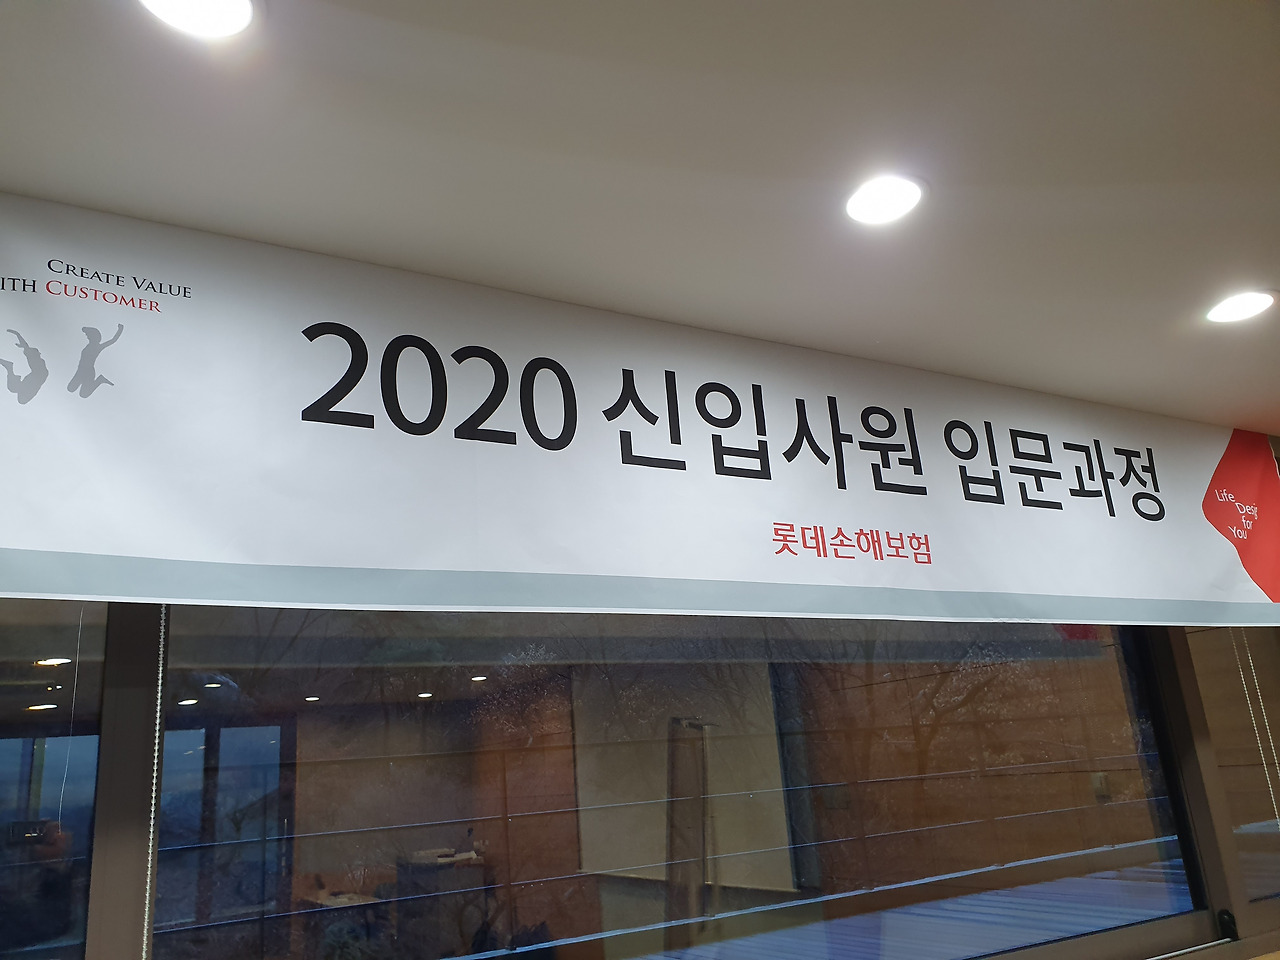 CREATE VALUE
ITH CUSTOMER
2020 신입사원 입문과정
롯데손해보험
Life
Desig
for
You